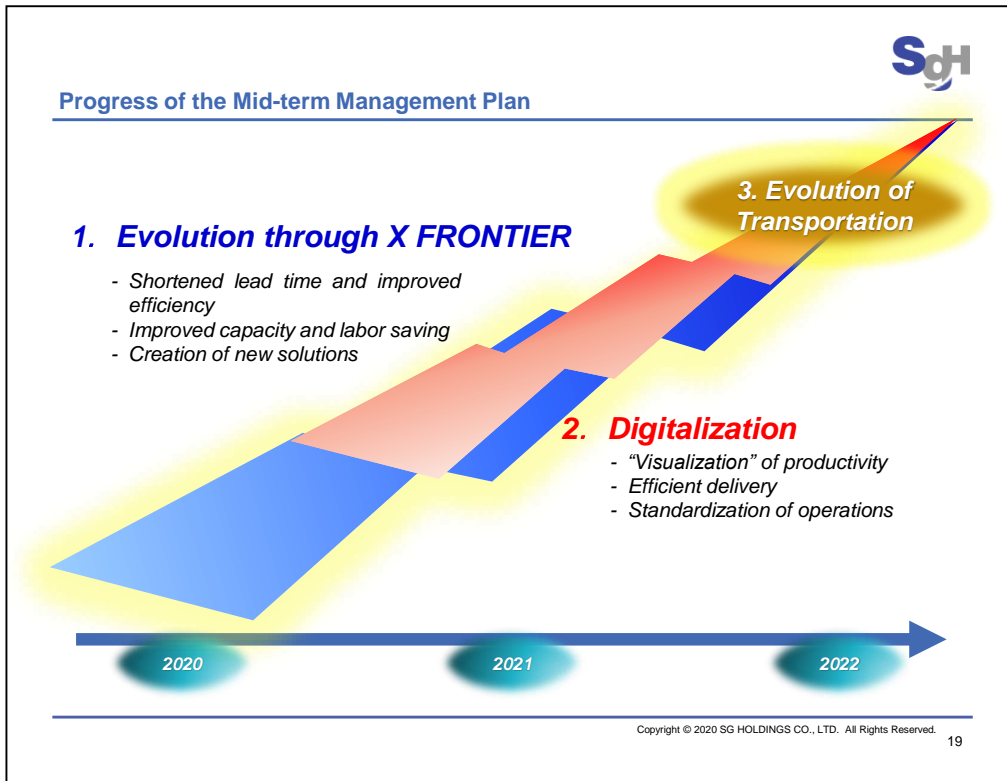 SgH
Progress of the Mid-term Management Plan
3. Evolution of
Transportation
1. Evolution through X FRONTIER
- Shortened lead time and improved
efficiency
- Improved capacity and labor saving
- Creation of new solutions
2. Digitalization
- “Visualization” of productivity
- Efficient delivery
- Standardization of operations
2020
2021
2022
Copyright © 2020 SG HOLDINGS CO., LTD. All Rights Reserved.
19